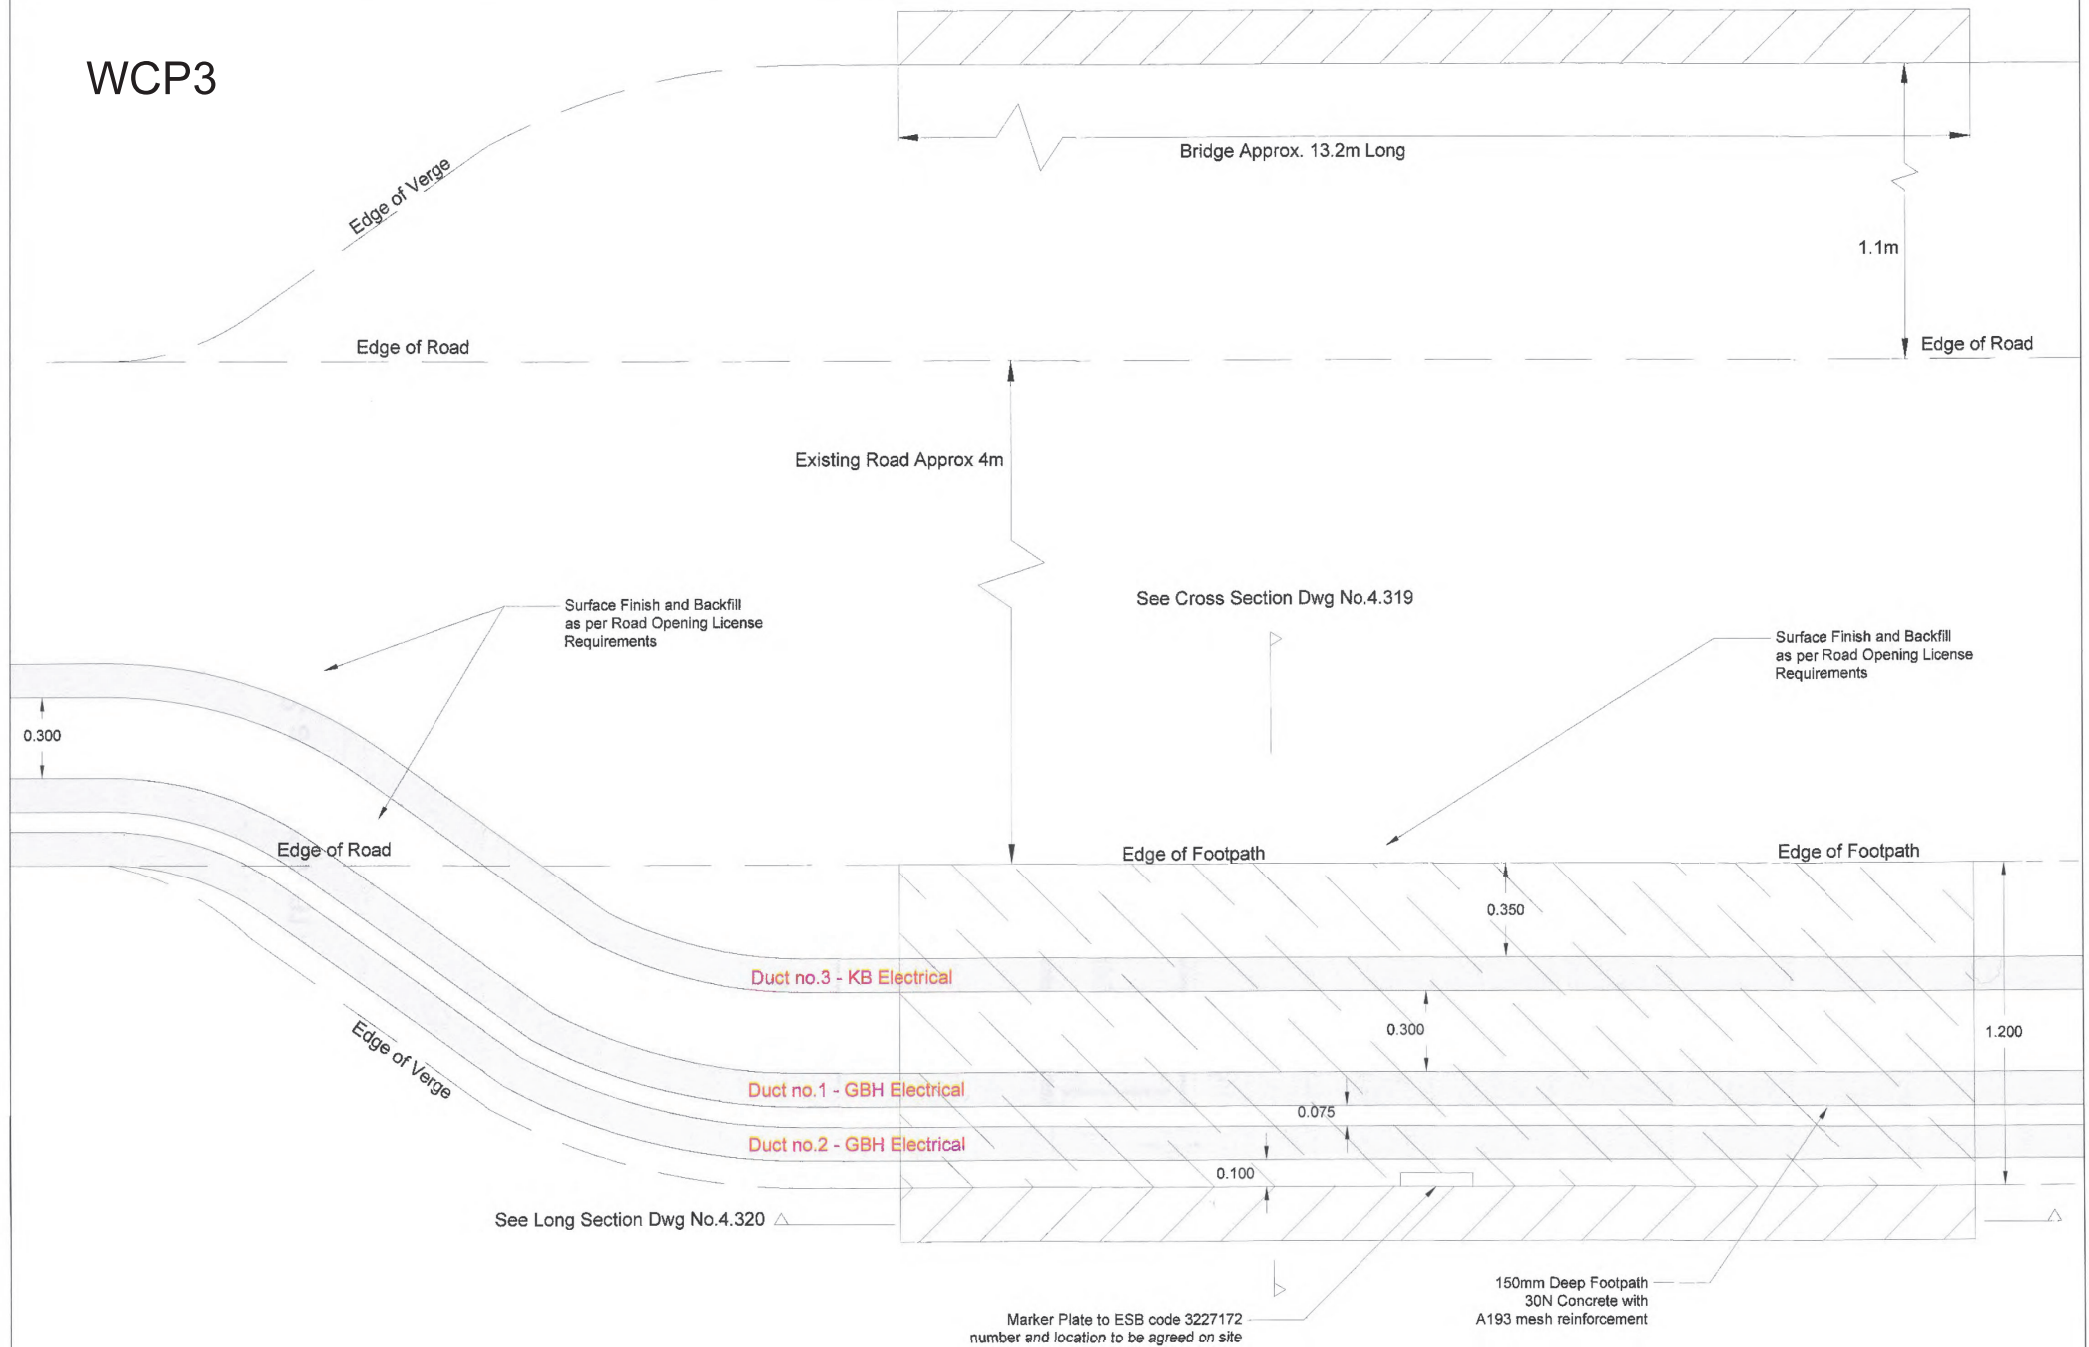 WCP3
Bridge Approx. 13.2m Long
Edge of Verge
1.1m
Edge of Road
Edge of Road
Existing Road Approx 4m
See Cross Section Dwg No.4.319
Surface Finish and Backfill
as per Road Opening License
Requirements
Surface Finish and Backfill
as per Road Opening License
Requirements
0.300
Edge of Road
Edge of Footpath
Edge of Footpath
0.350
Duct no.3 - KB Electrical
0.300
1.200
Edge of Verge
Duct no.1 - GBH Electrical
0.075
Duct no.2 - GBH Electrical
0.100
See Long Section Dwg No.4.320
150mm Deep Footpath
30N Concrete with
A193 mesh reinforcement
Marker Plate to ESB code 3227172
number and location to be agreed on site